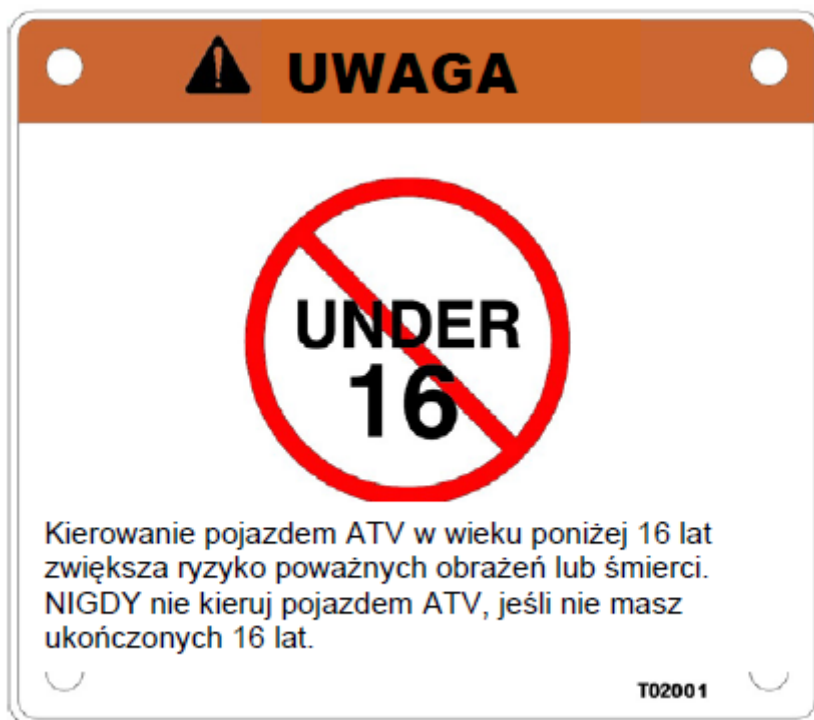 UWAGA
UNDER
16
Kierowanie pojazdem ATV w wieku poniżej 16 lat
zwiększa ryzyko poważnych obrażeń lub śmierci.
NIGDY nie kieruj pojazdem ATV, jeśli nie masz
ukończonych 16 lat.
T02001